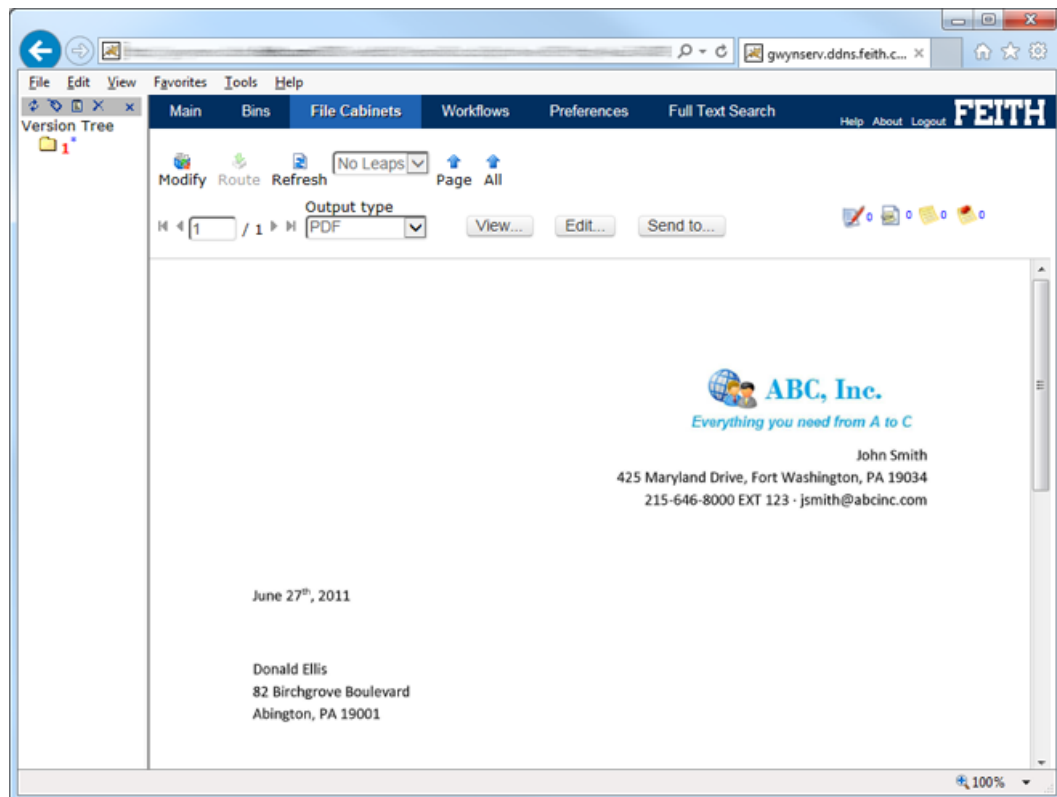 gwynserv.ddns.feith.c...
File Edit View Favorites Tools Help
Version Tree
1*
Main Bins File Cabinets Workflows Preferences Full Text Search Help About Logout FEITH
Modify Route Refresh No Leaps Page All
Output type
1 / 1 PDF View... Edit... Send to... 0 0 0 0
ABC, Inc.
Everything you need from A to C
John Smith
425 Maryland Drive, Fort Washington, PA 19034
215-646-8000 EXT 123 · jsmith@abcinc.com
June 27th, 2011
Donald Ellis
82 Birchgrove Boulevard
Abington, PA 19001
100%